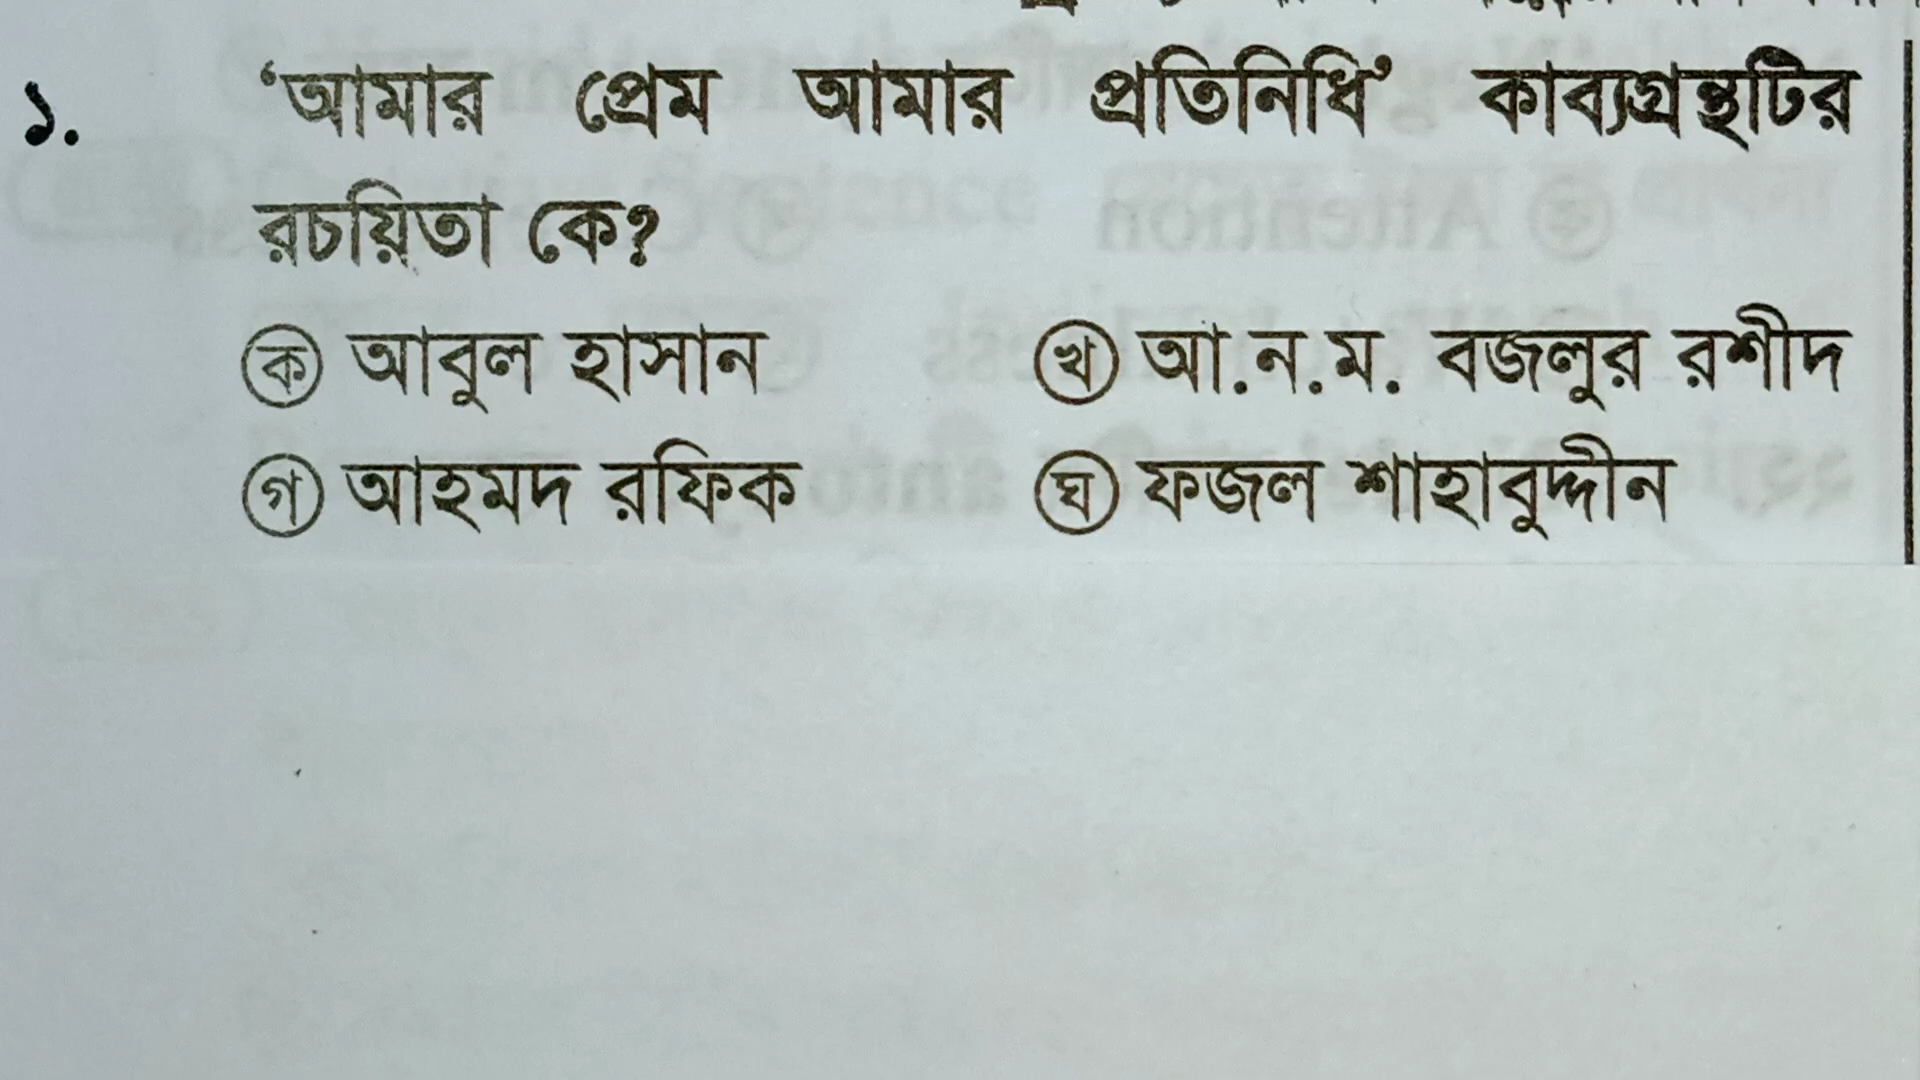 ১. ‘আমার প্রেম আমার প্রতিনিধি’ কাব্যগ্রন্থটির
রচয়িতা কে?
ক আবুল হাসান খ আ.ন.ম. বজলুর রশীদ
গ আহমদ রফিক ঘ ফজল শাহাবুদ্দীন